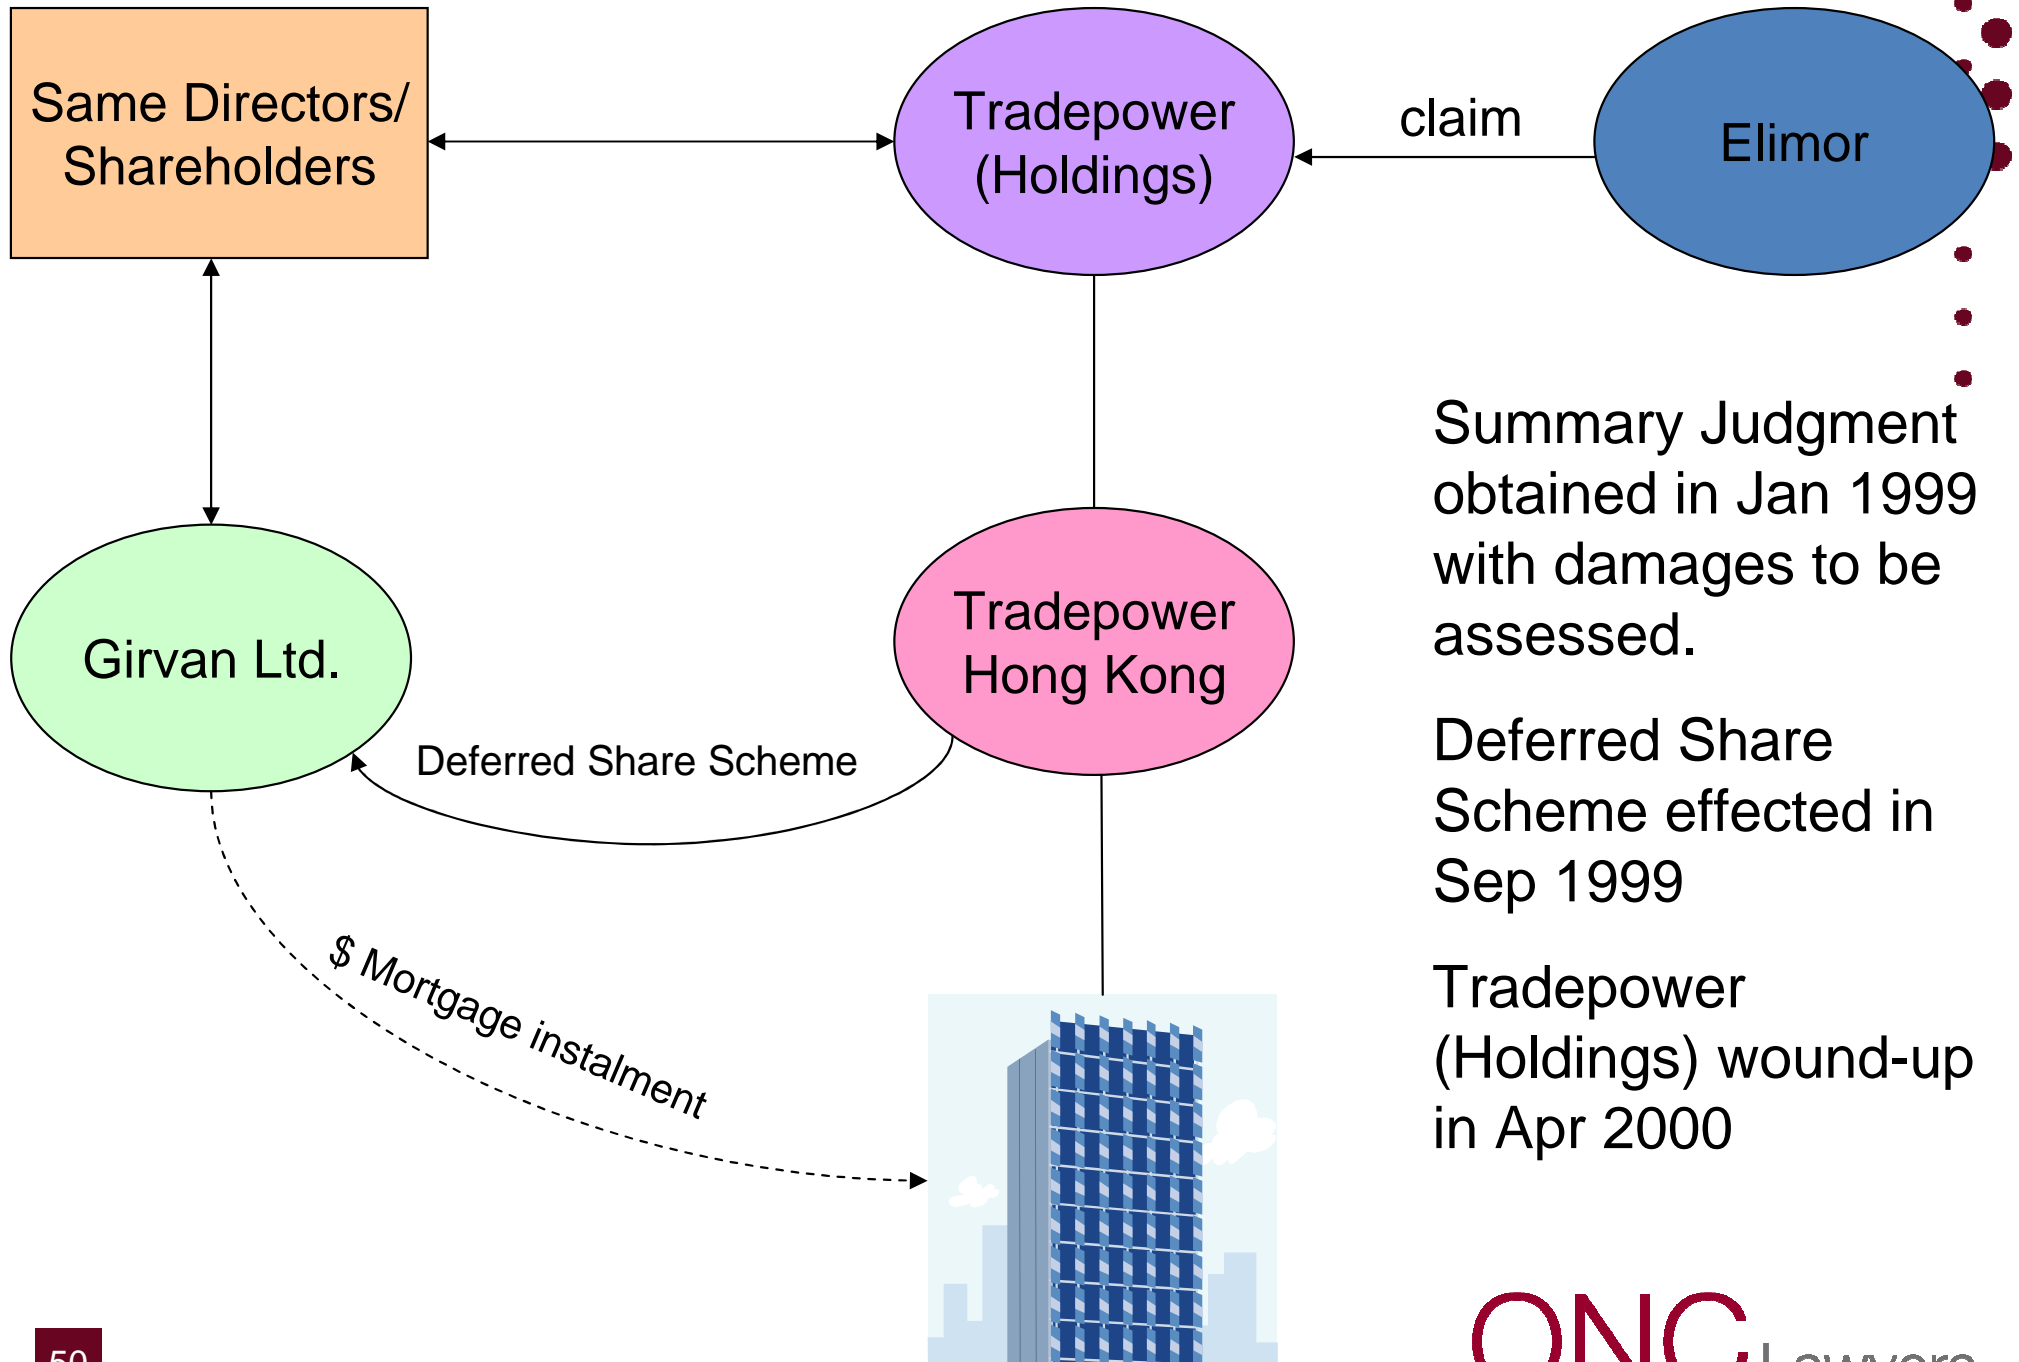 Same Directors/
Shareholders
Tradepower
(Holdings)
claim
Elimor
Girvan Ltd.
Tradepower
Hong Kong
Deferred Share Scheme
$ Mortgage instalment
Summary Judgment
obtained in Jan 1999
with damages to be
assessed.
Deferred Share
Scheme effected in
Sep 1999
Tradepower
(Holdings) wound-up
in Apr 2000
50
ONC Lawyers